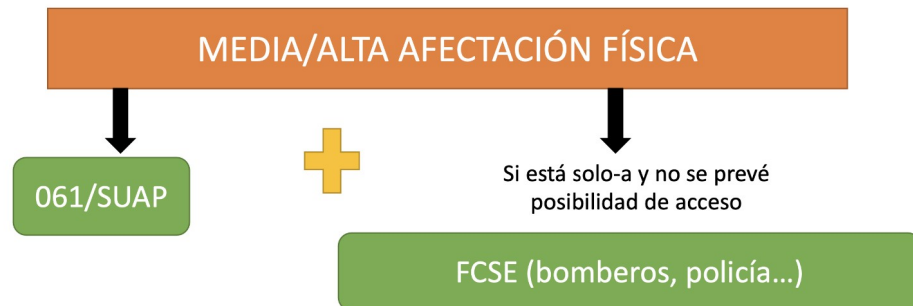 MEDIA/ALTA AFECTACIÓN FÍSICA
061/SUAP
Si está solo-a y no se prevé
posibilidad de acceso
FCSE (bomberos, policía…)